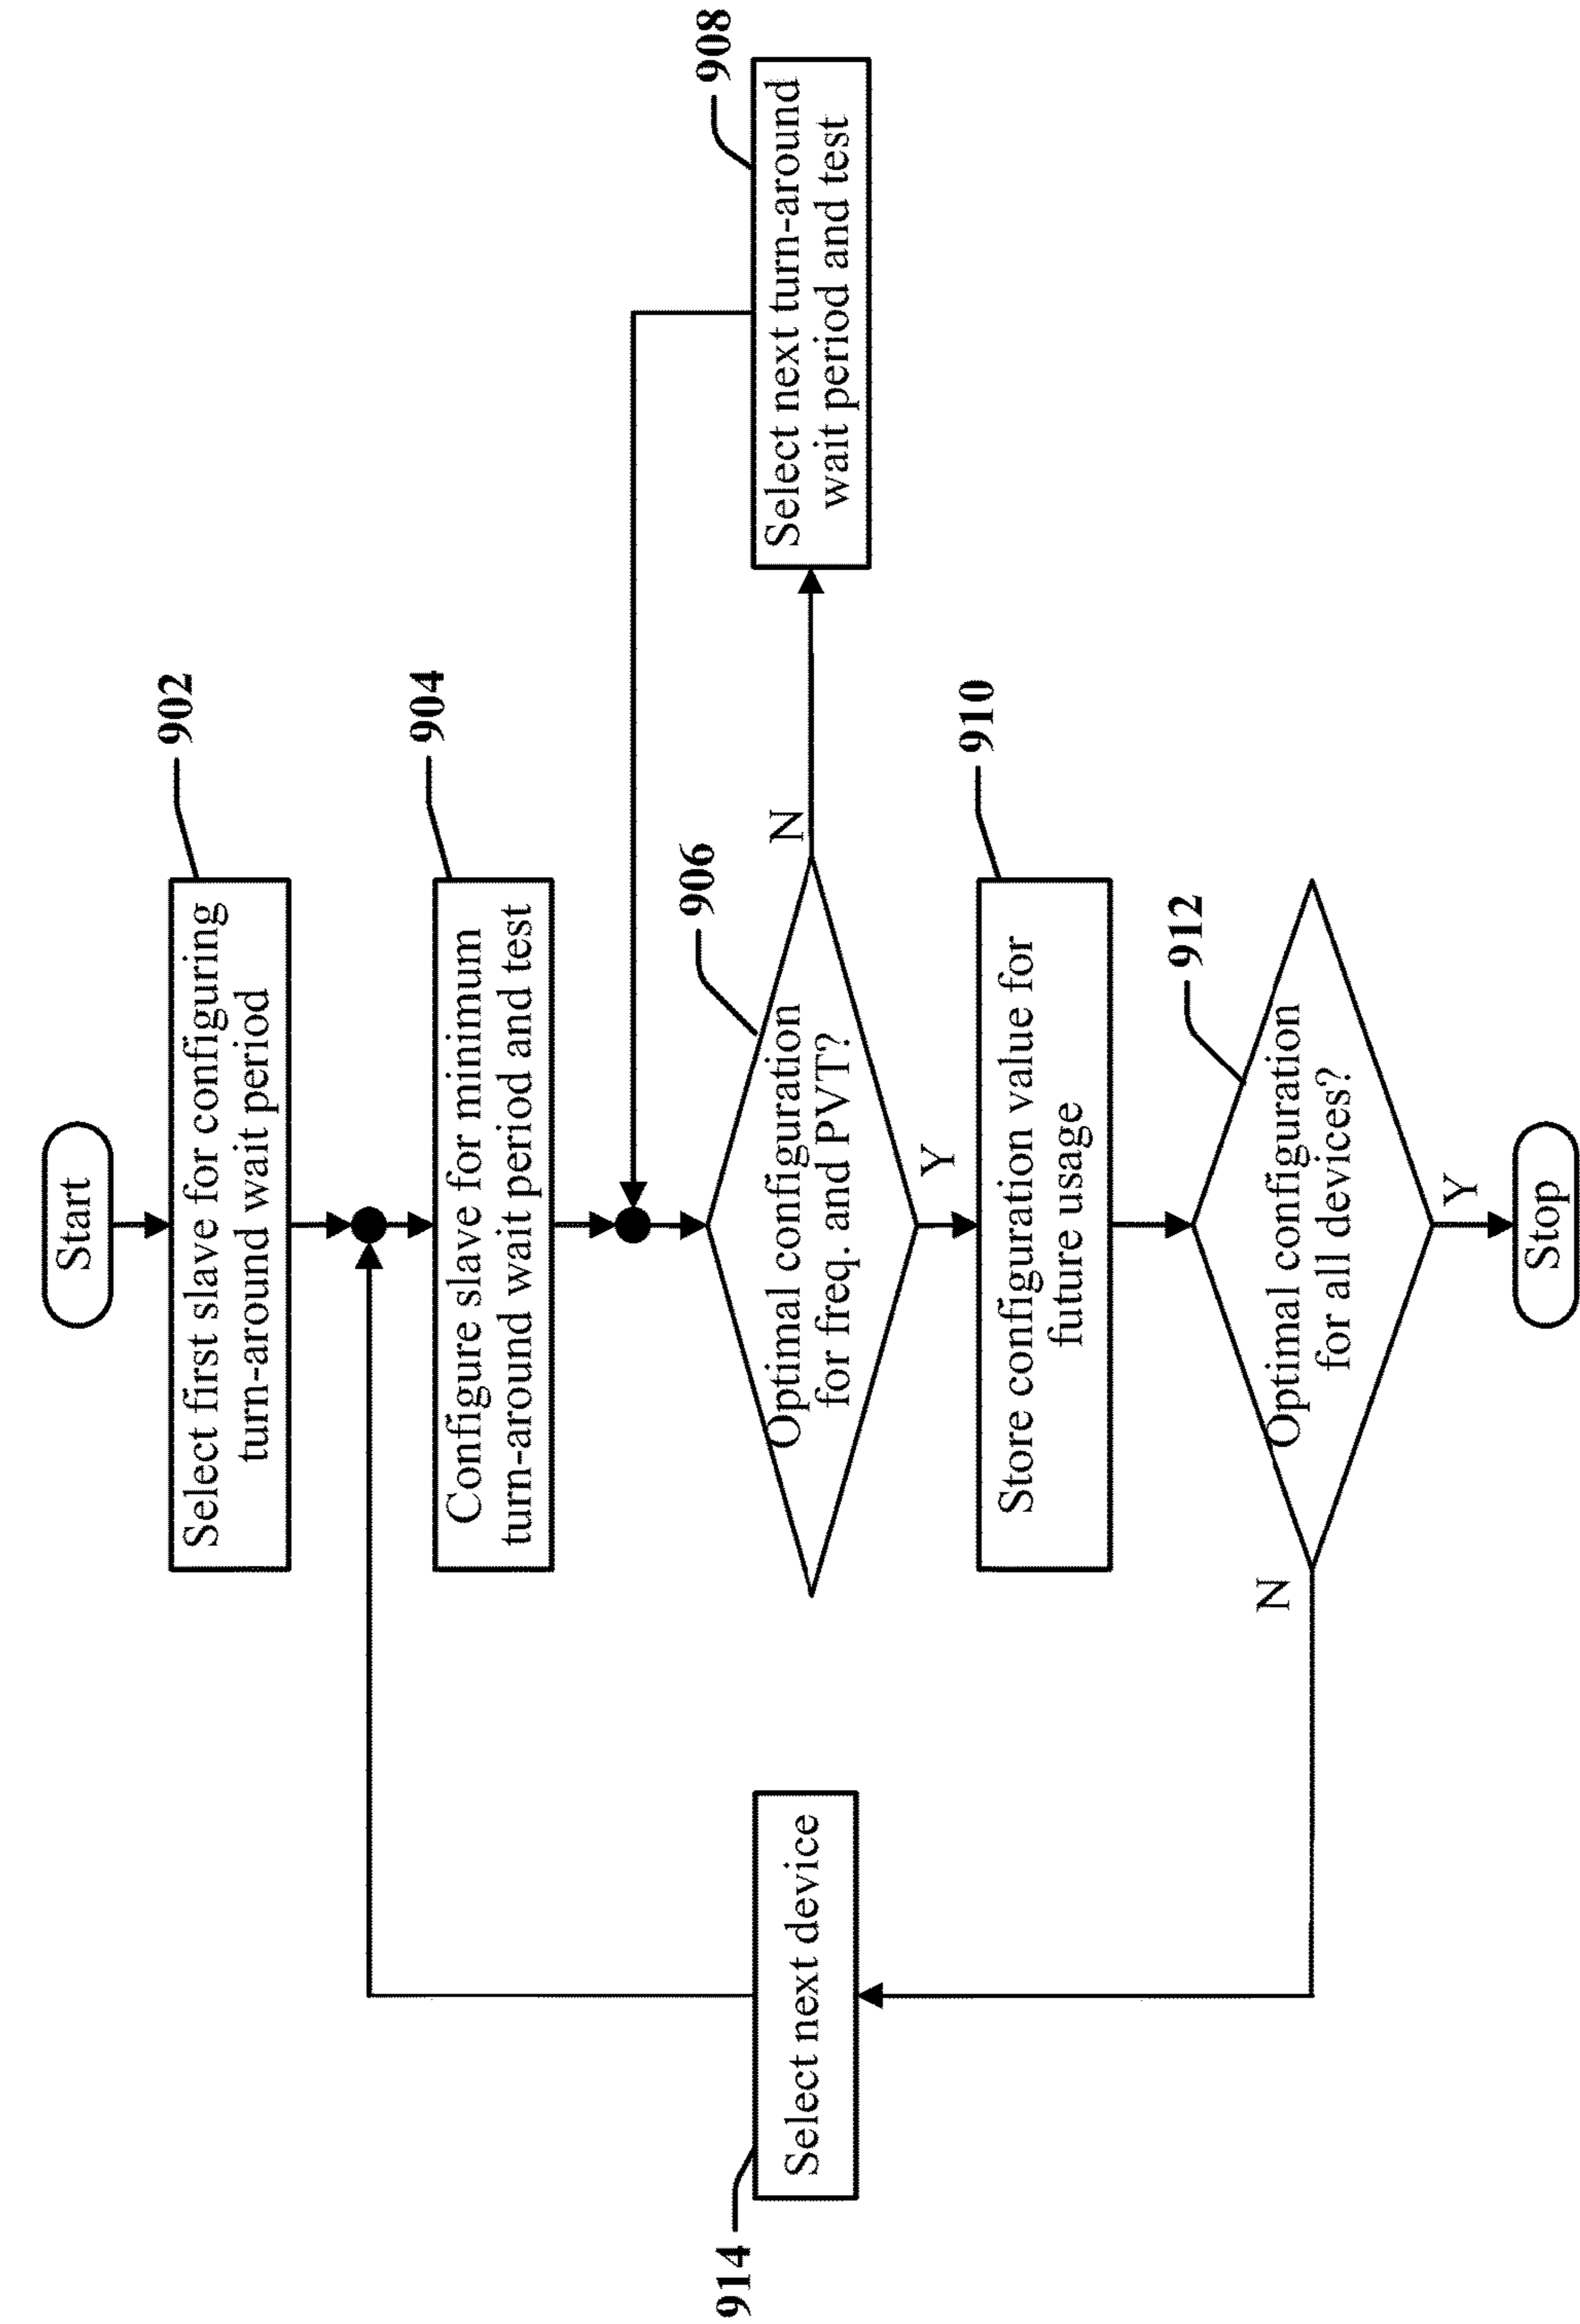 Start
902
Select first slave for configuring
turn-around wait period
904
Configure slave for minimum
turn-around wait period and test
906
Optimal configuration
for freq. and PVT?
N
908
Select next turn-around
wait period and test
Y
910
Store configuration value for
future usage
912
Optimal configuration
for all devices?
N
914
Select next device
Y
Stop